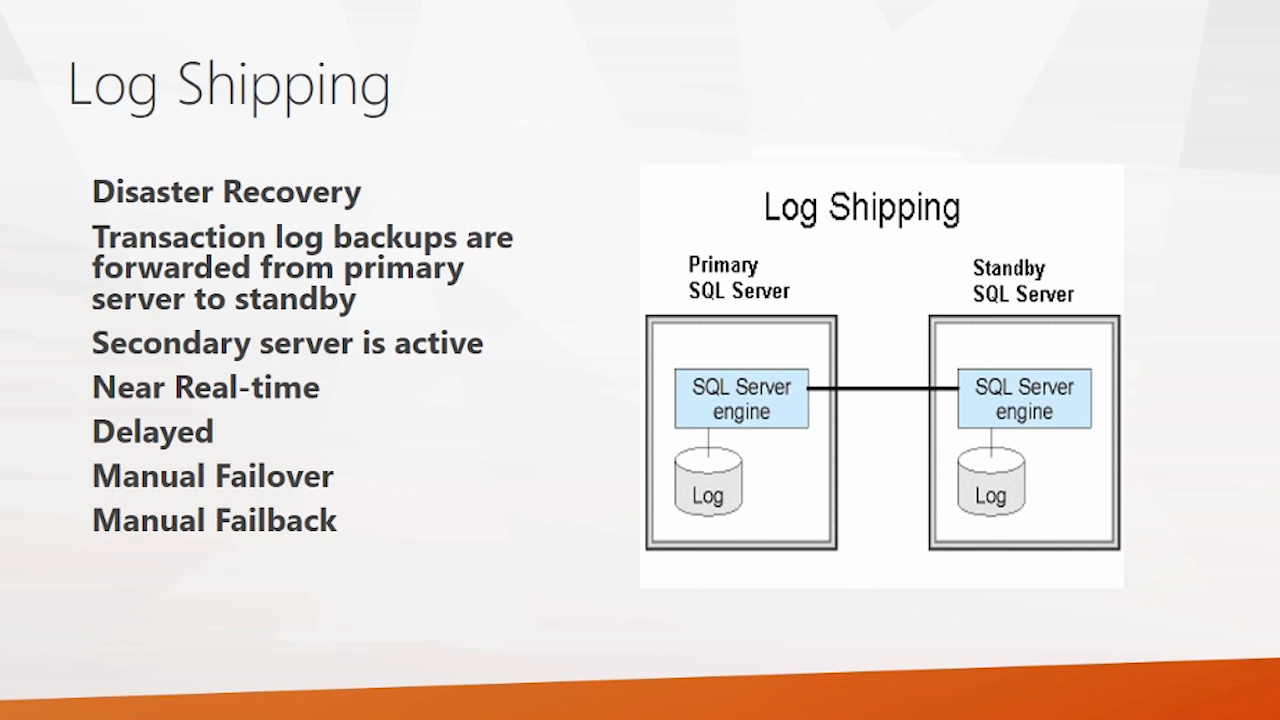 Log Shipping
Disaster Recovery
Transaction log backups are
forwarded from primary
server to standby
Secondary server is active
Near Real-time
Delayed
Manual Failover
Manual Failback
Log Shipping
Primary
SQL Server
Standby
SQL Server
SQL Server
engine
SQL Server
engine
Log
Log